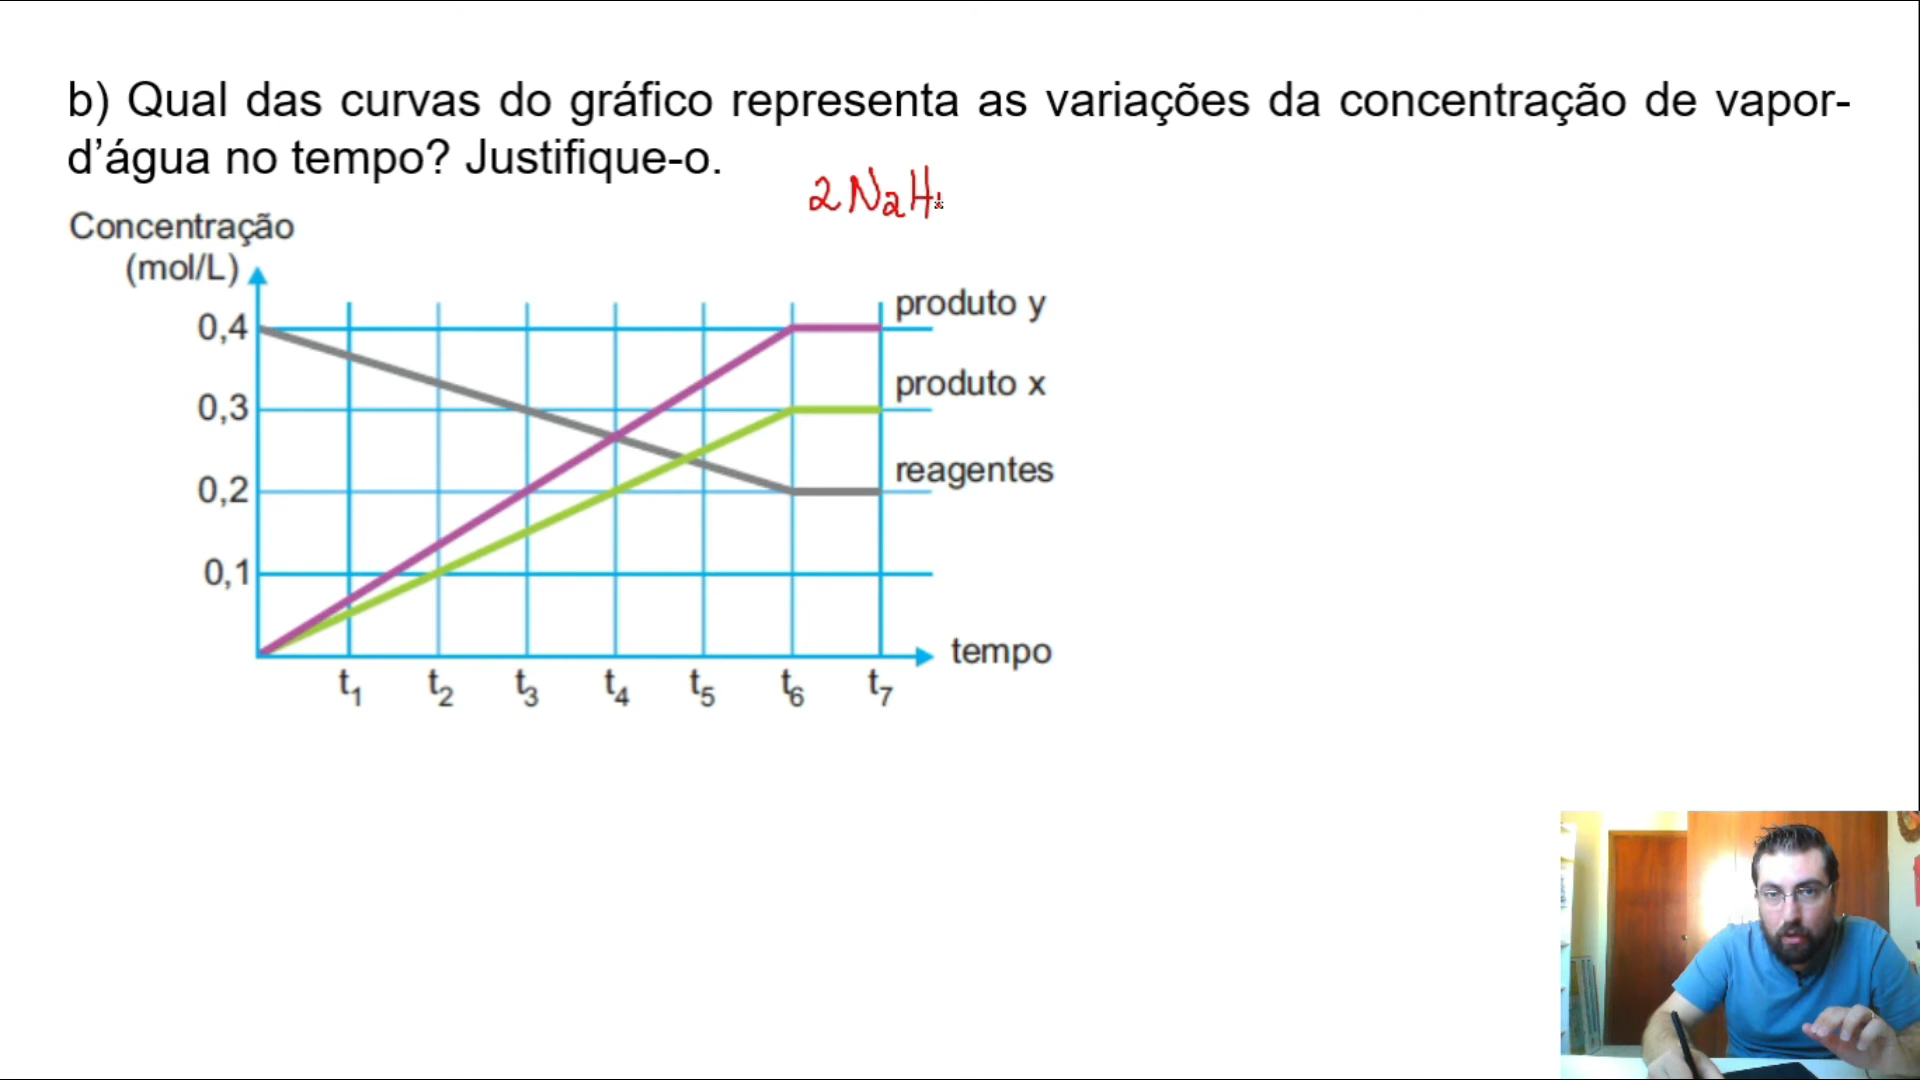 b) Qual das curvas do gráfico representa as variações da concentração de vapor-
d’água no tempo? Justifique-o.
2N₂H
Concentração
(mol/L)
produto y
0,4
produto x
0,3
reagentes
0,2
0,1
tempo
t₁ t₂ t₃ t₄ t₅ t₆ t₇